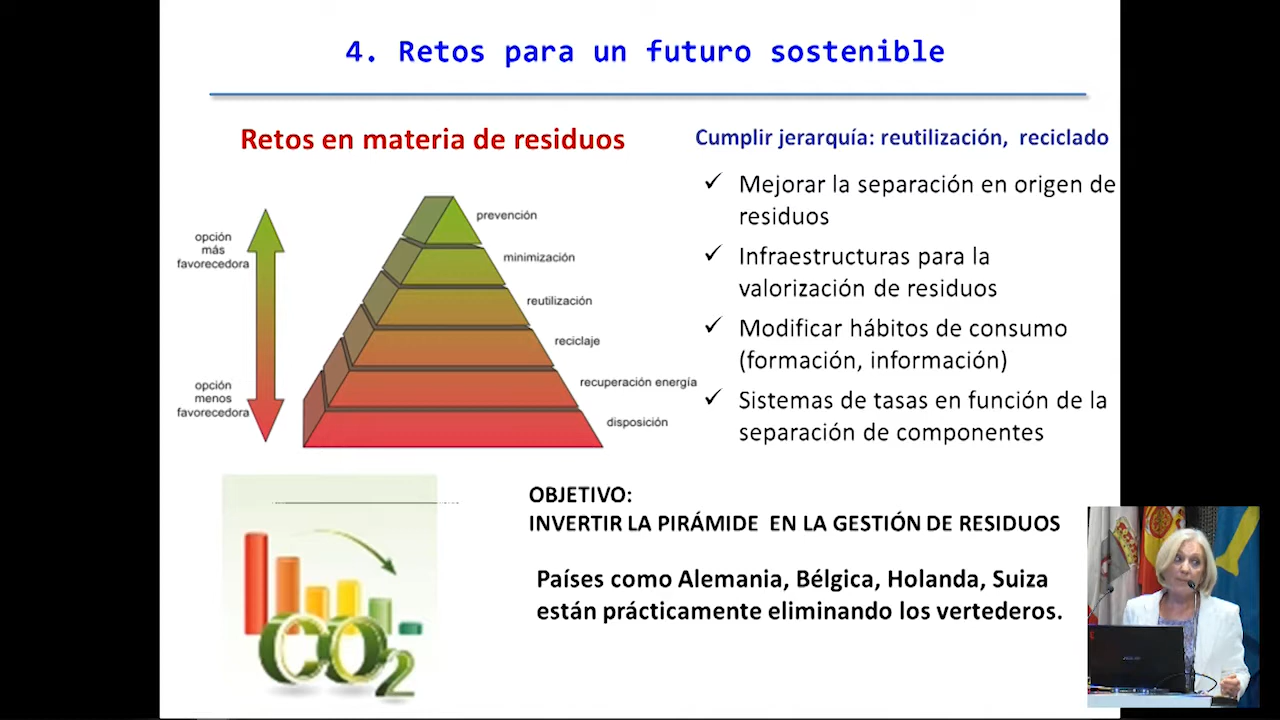 4. Retos para un futuro sostenible
Retos en materia de residuos
opción
más
favorecedora
opción
menos
favorecedora
prevención
minimización
reutilización
reciclaje
recuperación energía
disposición
Cumplir jerarquía: reutilización, reciclado
✓ Mejorar la separación en origen de
residuos
✓ Infraestructuras para la
valorización de residuos
✓ Modificar hábitos de consumo
(formación, información)
✓ Sistemas de tasas en función de la
separación de componentes
CO2
OBJETIVO:
INVERTIR LA PIRÁMIDE EN LA GESTIÓN DE RESIDUOS
Países como Alemania, Bélgica, Holanda, Suiza
están prácticamente eliminando los vertederos.